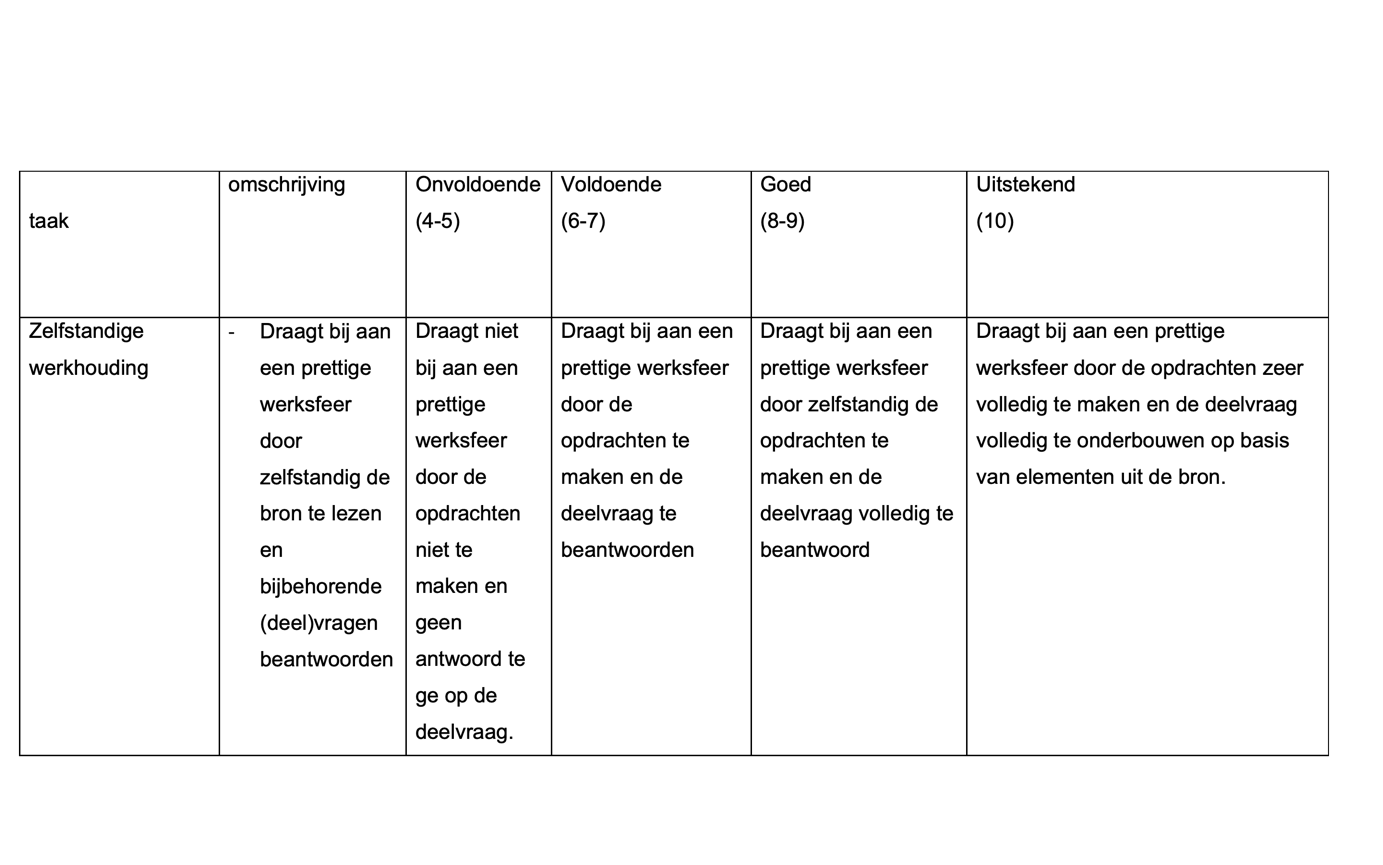 taak
omschrijving
Onvoldoende
(4-5)
Voldoende
(6-7)
Goed
(8-9)
Uitstekend
(10)
Zelfstandige
werkhouding
- Draagt bij aan
een prettige
werksfeer
door
zelfstandig de
bron te lezen
en
bijbehorende
(deel)vragen
beantwoorden
Draagt niet
bij aan een
prettige
werksfeer
door de
opdrachten
niet te
maken en
geen
antwoord te
ge op de
deelvraag.
Draagt bij aan een
prettige werksfeer
door de
opdrachten te
maken en de
deelvraag te
beantwoorden
Draagt bij aan een
prettige werksfeer
door zelfstandig de
opdrachten te
maken en de
deelvraag volledig te
beantwoord
Draagt bij aan een prettige
werksfeer door de opdrachten zeer
volledig te maken en de deelvraag
volledig te onderbouwen op basis
van elementen uit de bron.